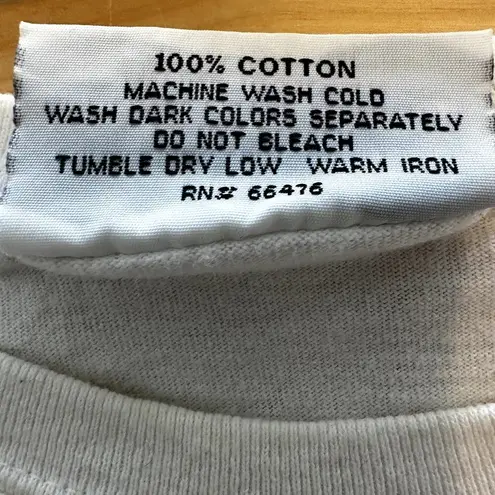 100% COTTON
MACHINE WASH COLD
WASH DARK COLORS SEPARATELY
DO NOT BLEACH
TUMBLE DRY LOW WARM IRON
RN# 66476